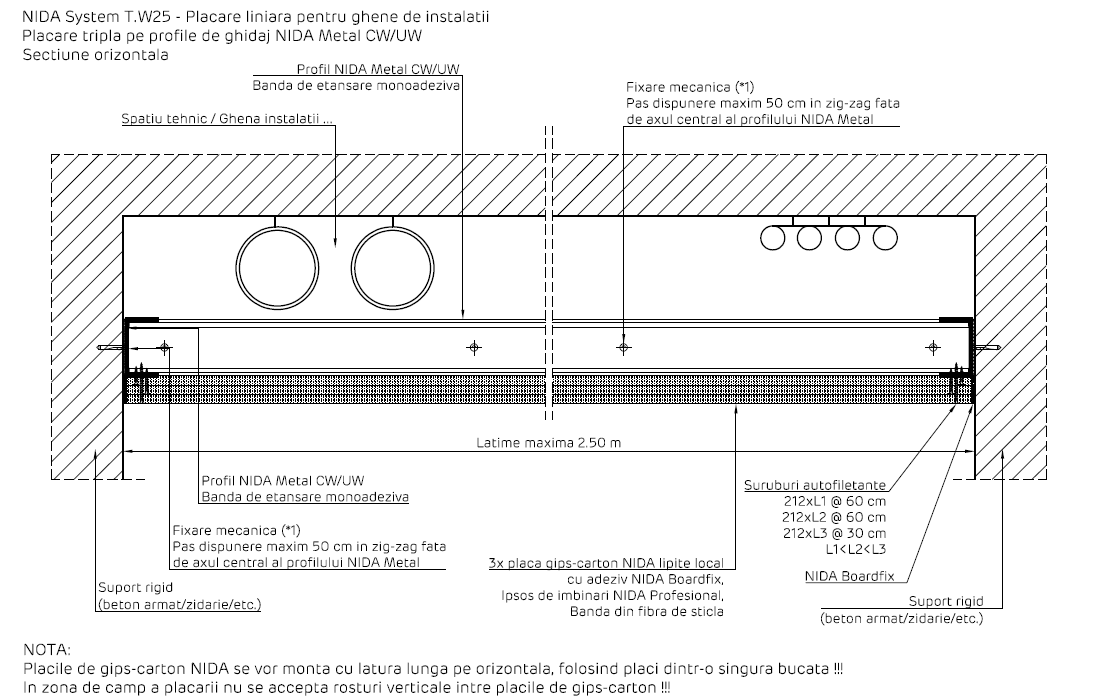 NIDA System T.W25 - Placare liniara pentru ghene de instalatii
Placare tripla pe profile de ghidaj NIDA Metal CW/UW
Sectiune orizontala
Profil NIDA Metal CW/UW
Banda de etansare monoadeziva
Fixare mecanica (*1)
Pas dispunere maxim 50 cm in zig-zag fata
de axul central al profilului NIDA Metal
Spatiu tehnic / Ghena instalatii ...
Latime maxima 2.50 m
Profil NIDA Metal CW/UW
Banda de etansare monoadeziva
Fixare mecanica (*1)
Pas dispunere maxim 50 cm in zig-zag fata
de axul central al profilului NIDA Metal
Suport rigid
(beton armat/zidarie/etc.)
3x placa gips-carton NIDA lipite local
cu adeziv NIDA Boardfix,
Ipsos de imbinari NIDA Profesional,
Banda din fibra de sticla
Suruburi autofiletante
212xL1 @ 60 cm
212xL2 @ 60 cm
212xL3 @ 30 cm
L1<L2<L3
NIDA Boardfix
Suport rigid
(beton armat/zidarie/etc.)
NOTA:
Placile de gips-carton NIDA se vor monta cu latura lunga pe orizontala, folosind placi dintr-o singura bucata !!!
In zona de camp a placarii nu se accepta rosturi verticale intre placile de gips-carton !!!